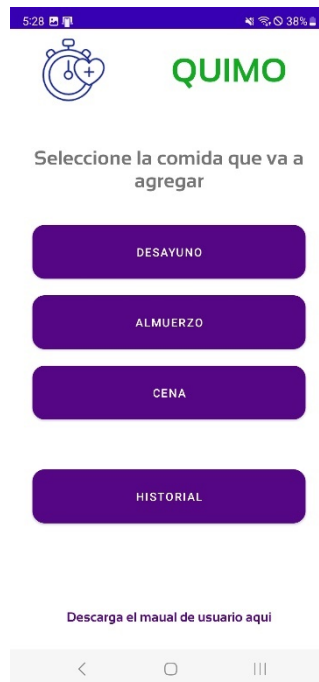 5:28 38%
QUIMO
Seleccione la comida que va a
agregar
DESAYUNO
ALMUERZO
CENA
HISTORIAL
Descarga el maual de usuario aqui